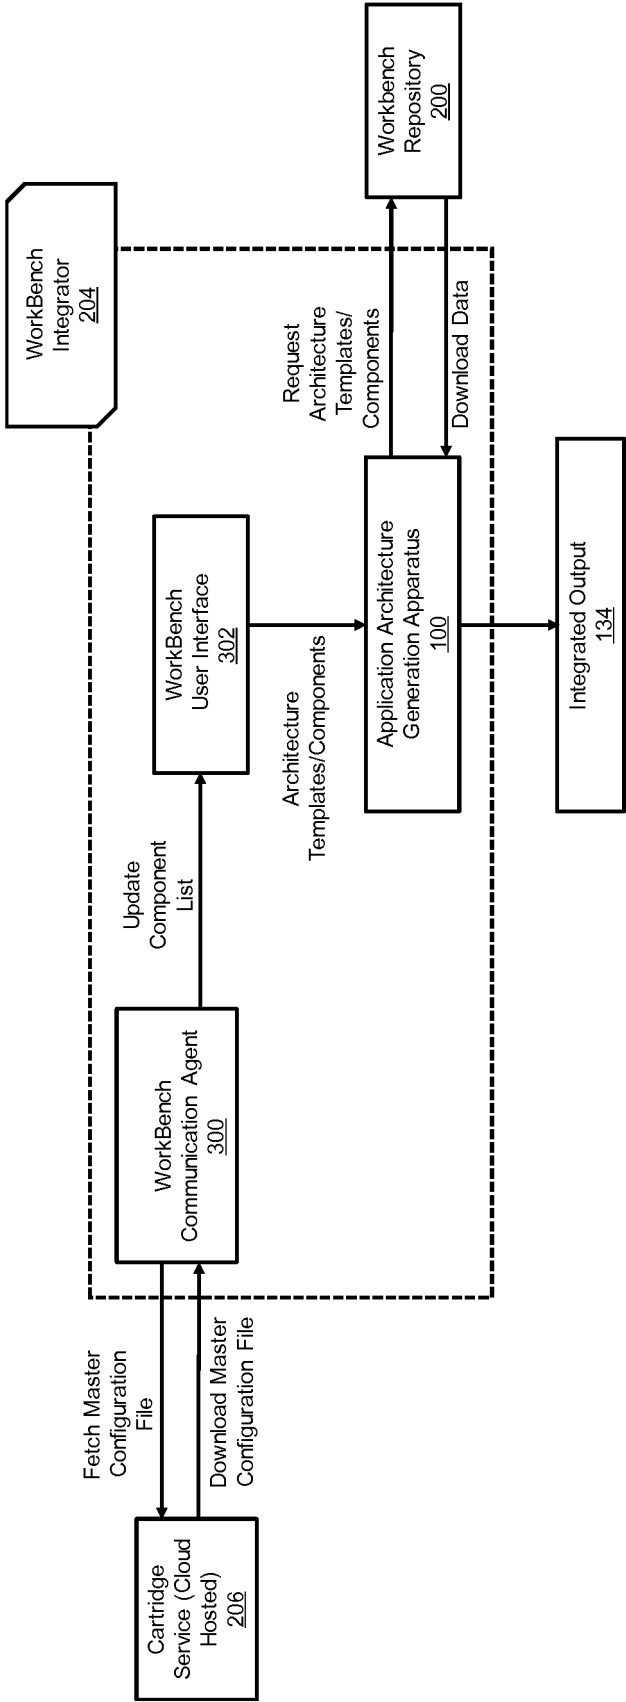 WorkBench
Integrator
204
Cartridge
Service (Cloud
Hosted)
206
Fetch Master
Configuration
File
Download Master
Configuration File
WorkBench
Communication Agent
300
Update
Component
List
WorkBench
User Interface
302
Architecture
Templates/Components
Application Architecture
Generation Apparatus
100
Request
Architecture
Templates/
Components
Download Data
Workbench
Repository
200
Integrated Output
134